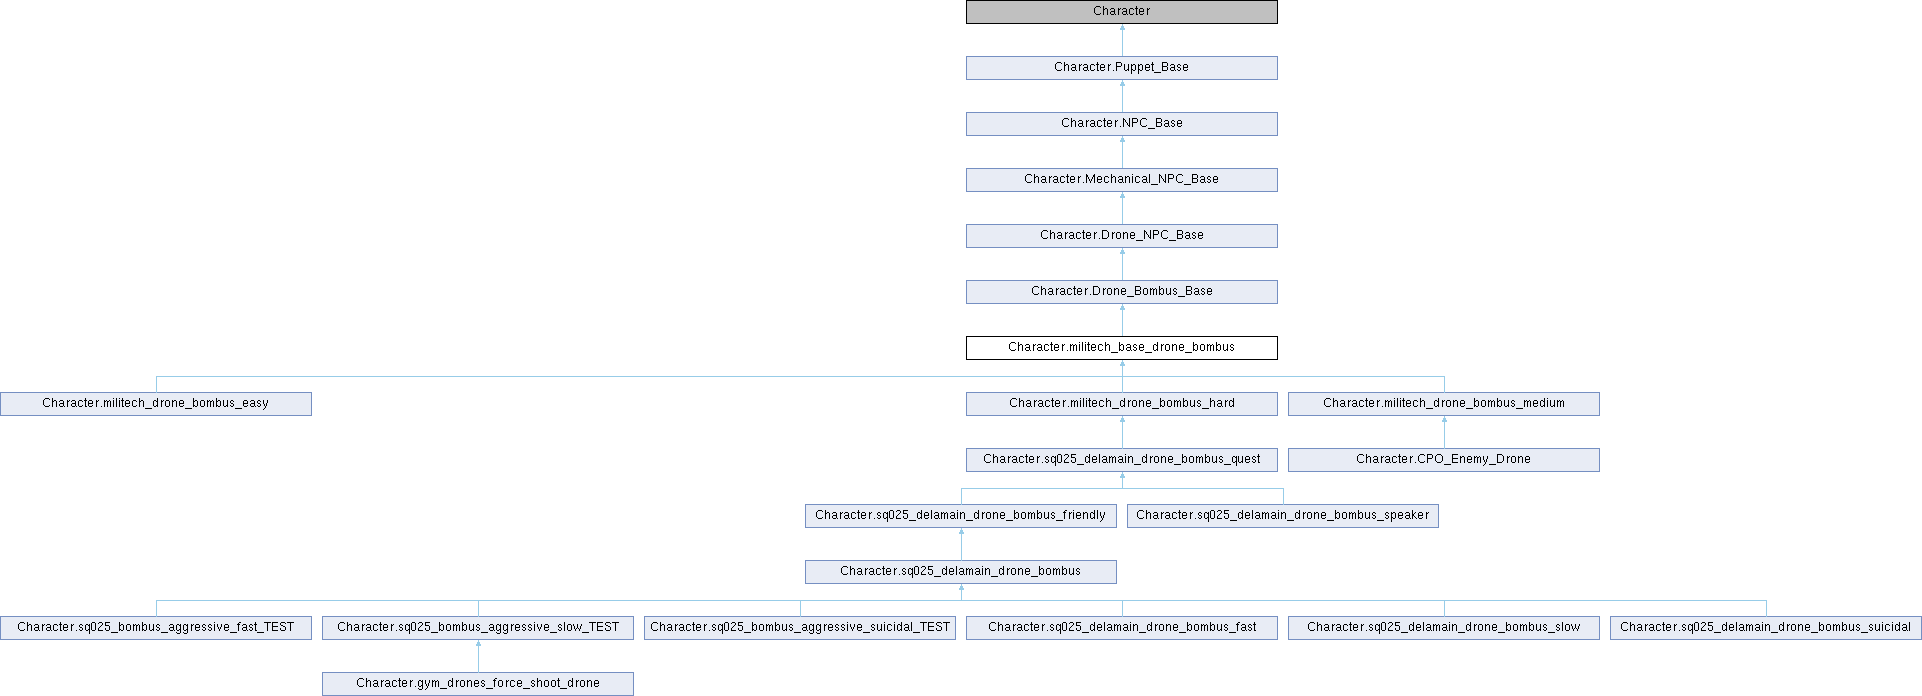 Character
Character.Puppet_Base
Character.NPC_Base
Character.Mechanical_NPC_Base
Character.Drone_NPC_Base
Character.Drone_Bombus_Base
Character.militech_base_drone_bombus
Character.militech_drone_bombus_easy
Character.militech_drone_bombus_hard
Character.militech_drone_bombus_medium
Character.sq025_delamain_drone_bombus_quest
Character.CPO_Enemy_Drone
Character.sq025_delamain_drone_bombus_friendly
Character.sq025_delamain_drone_bombus_speaker
Character.sq025_delamain_drone_bombus
Character.sq025_bombus_aggressive_fast_TEST
Character.sq025_bombus_aggressive_slow_TEST
Character.sq025_bombus_aggressive_suicidal_TEST
Character.sq025_delamain_drone_bombus_fast
Character.sq025_delamain_drone_bombus_slow
Character.sq025_delamain_drone_bombus_suicidal
Character.gym_drones_force_shoot_drone